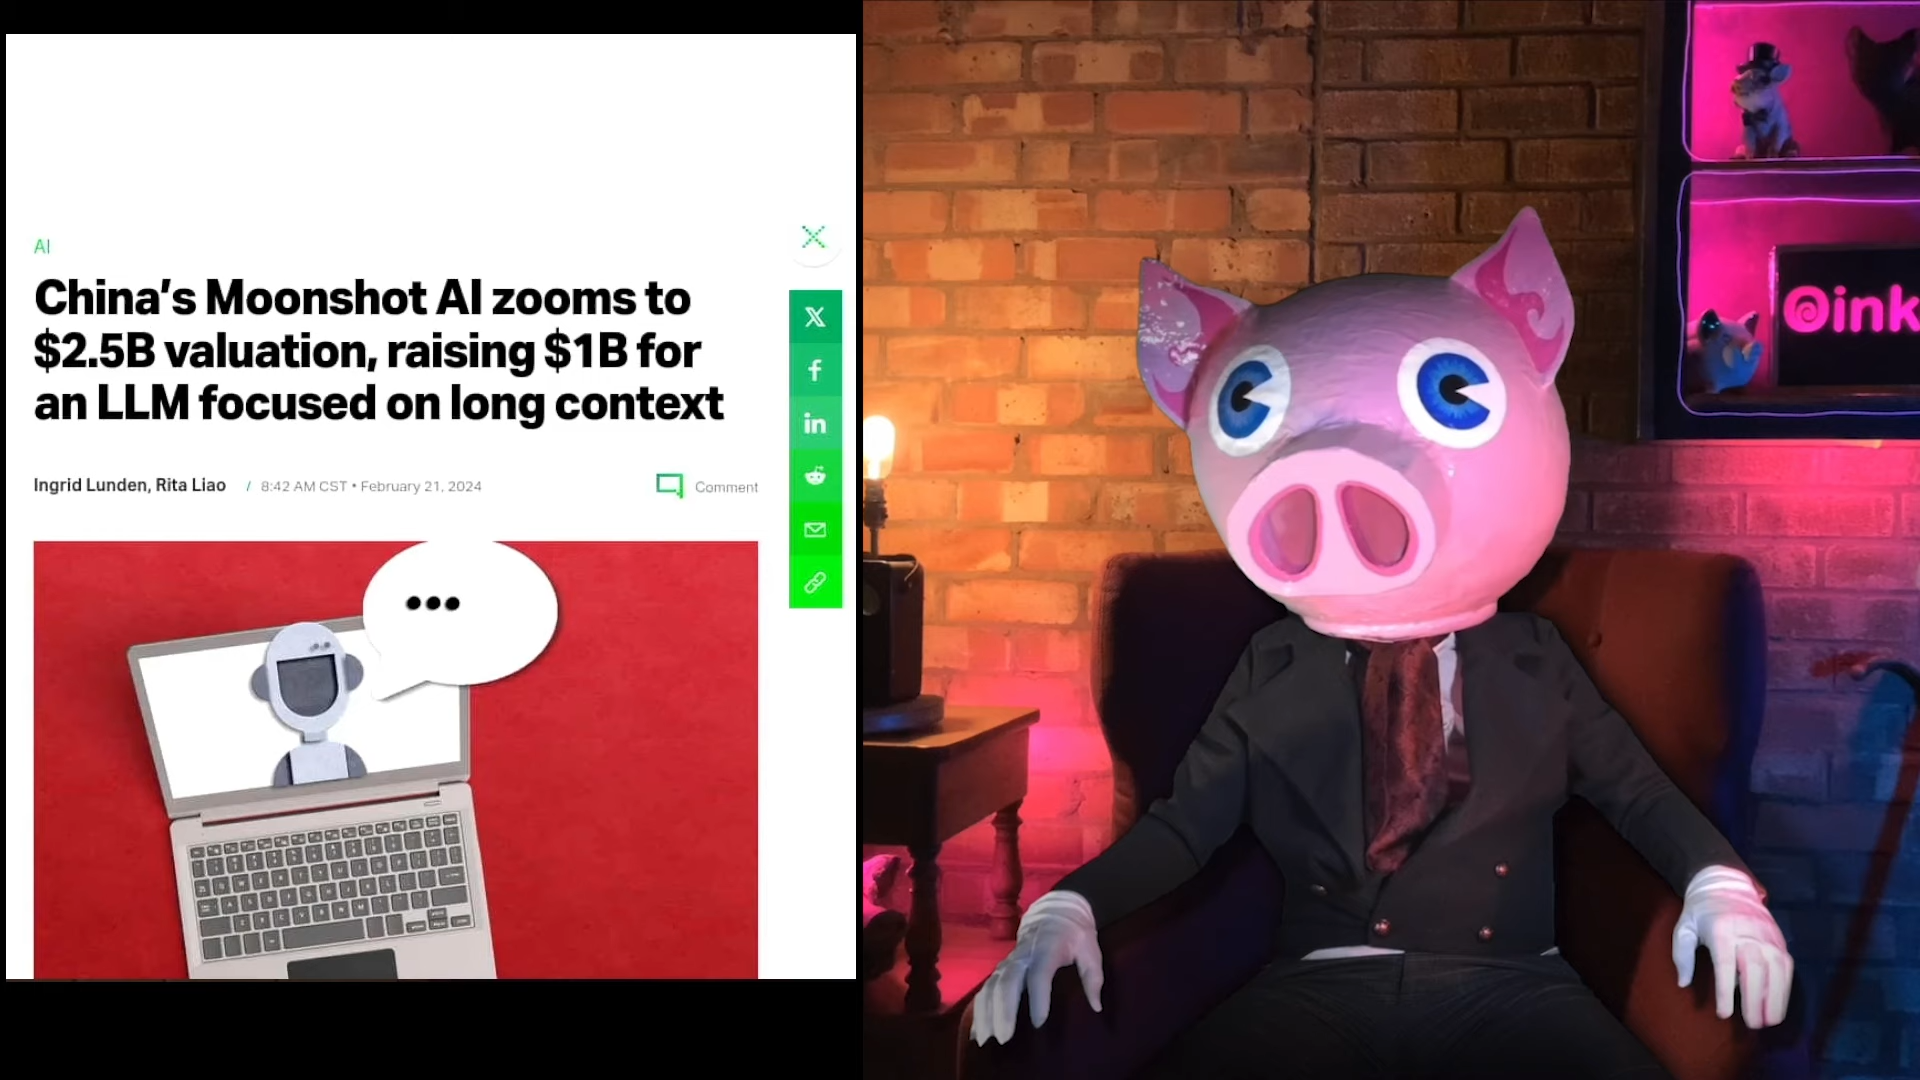 AI
China's Moonshot AI zooms to
$2.5B valuation, raising $1B for
an LLM focused on long context
Ingrid Lunden, Rita Liao / 8:42 AM CST • February 21, 2024
Comment
Oink